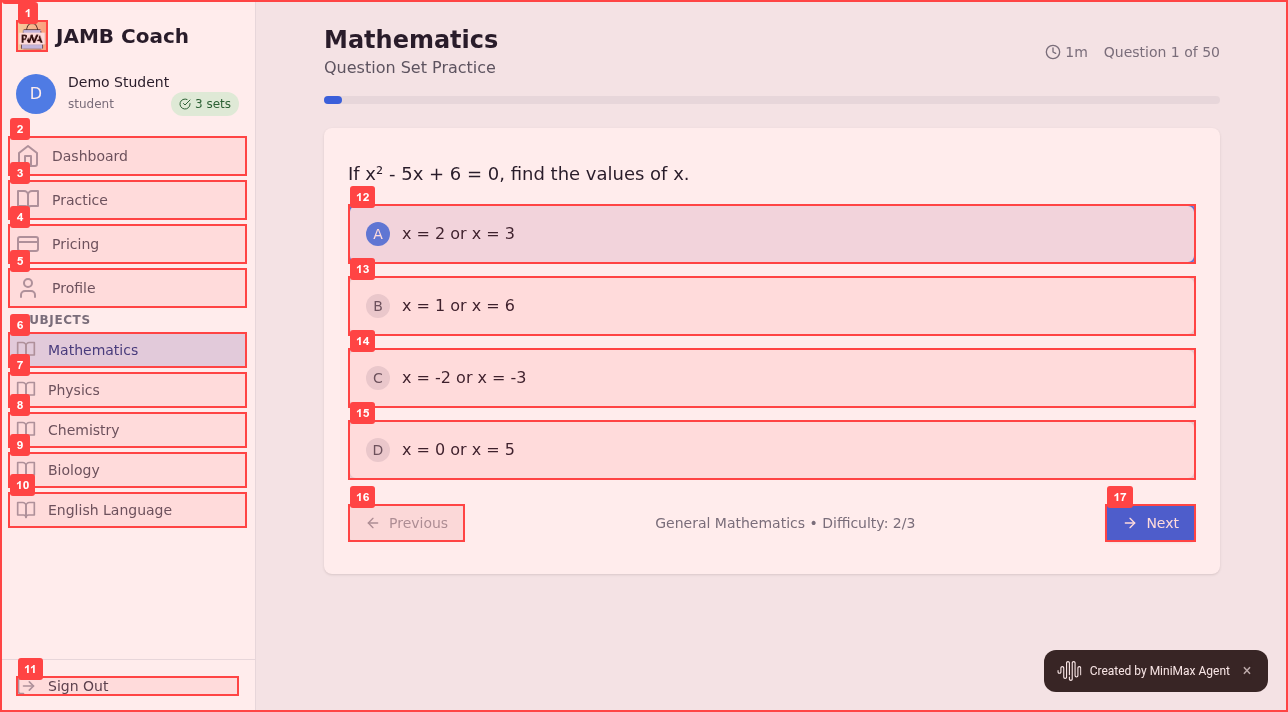 1
JAMB Coach
D
Demo Student
student
3 sets
2
Dashboard
3
Practice
4
Pricing
5
Profile
6
UBJECTS
Mathematics
7
Physics
8
Chemistry
9
Biology
10
English Language
11
Sign Out
Mathematics
Question Set Practice
1m Question 1 of 50
If x² - 5x + 6 = 0, find the values of x.
12
A x = 2 or x = 3
13
B x = 1 or x = 6
14
C x = -2 or x = -3
15
D x = 0 or x = 5
16
Previous
General Mathematics • Difficulty: 2/3
17
Next
Created by MiniMax Agent ×